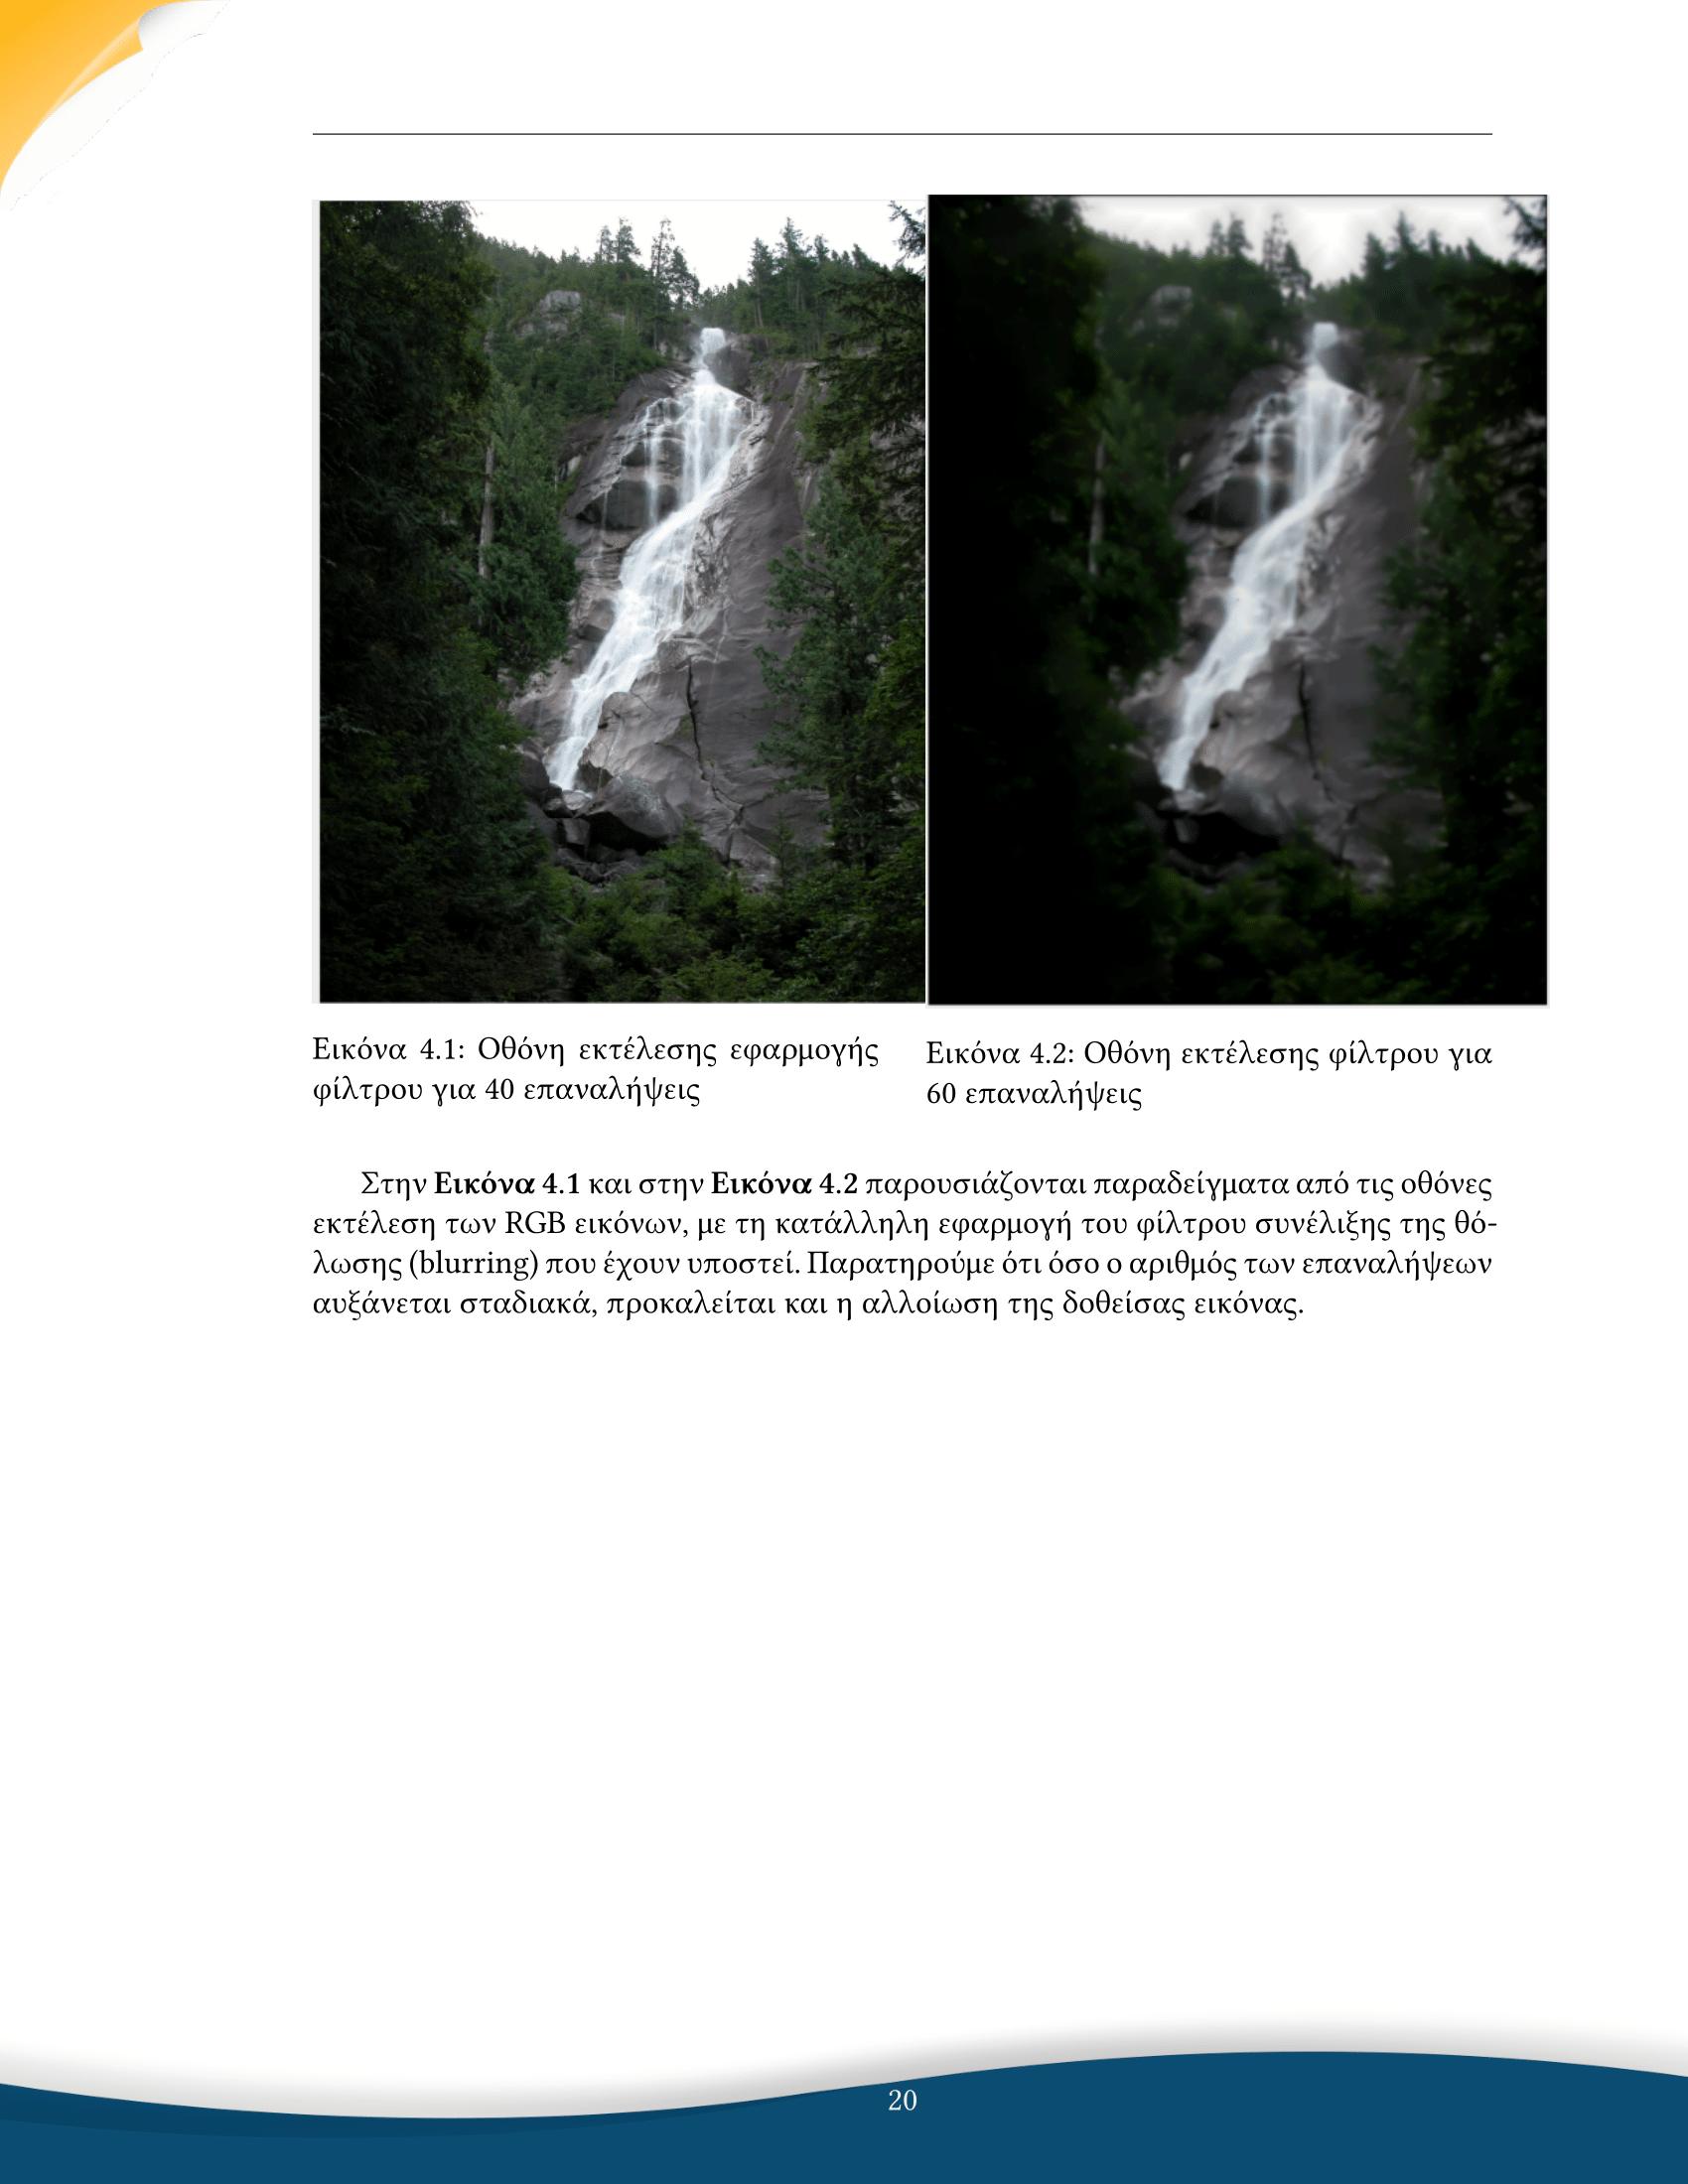 Εικόνα 4.1: Οθόνη εκτέλεσης εφαρμογής
φίλτρου για 40 επαναλήψεις
Εικόνα 4.2: Οθόνη εκτέλεσης φίλτρου για
60 επαναλήψεις
Στην Εικόνα 4.1 και στην Εικόνα 4.2 παρουσιάζονται παραδείγματα από τις οθόνες
εκτέλεση των RGB εικόνων, με τη κατάλληλη εφαρμογή του φίλτρου συνέλιξης της θό-
λωσης (blurring) που έχουν υποστεί. Παρατηρούμε ότι όσο ο αριθμός των επαναλήψεων
αυξάνεται σταδιακά, προκαλείται και η αλλοίωση της δοθείσας εικόνας.
20